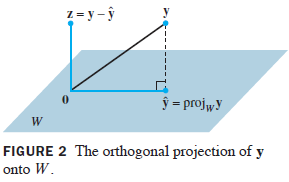 z = y – ŷ
y
0
ŷ = proj_W y
W
FIGURE 2 The orthogonal projection of y
onto W.